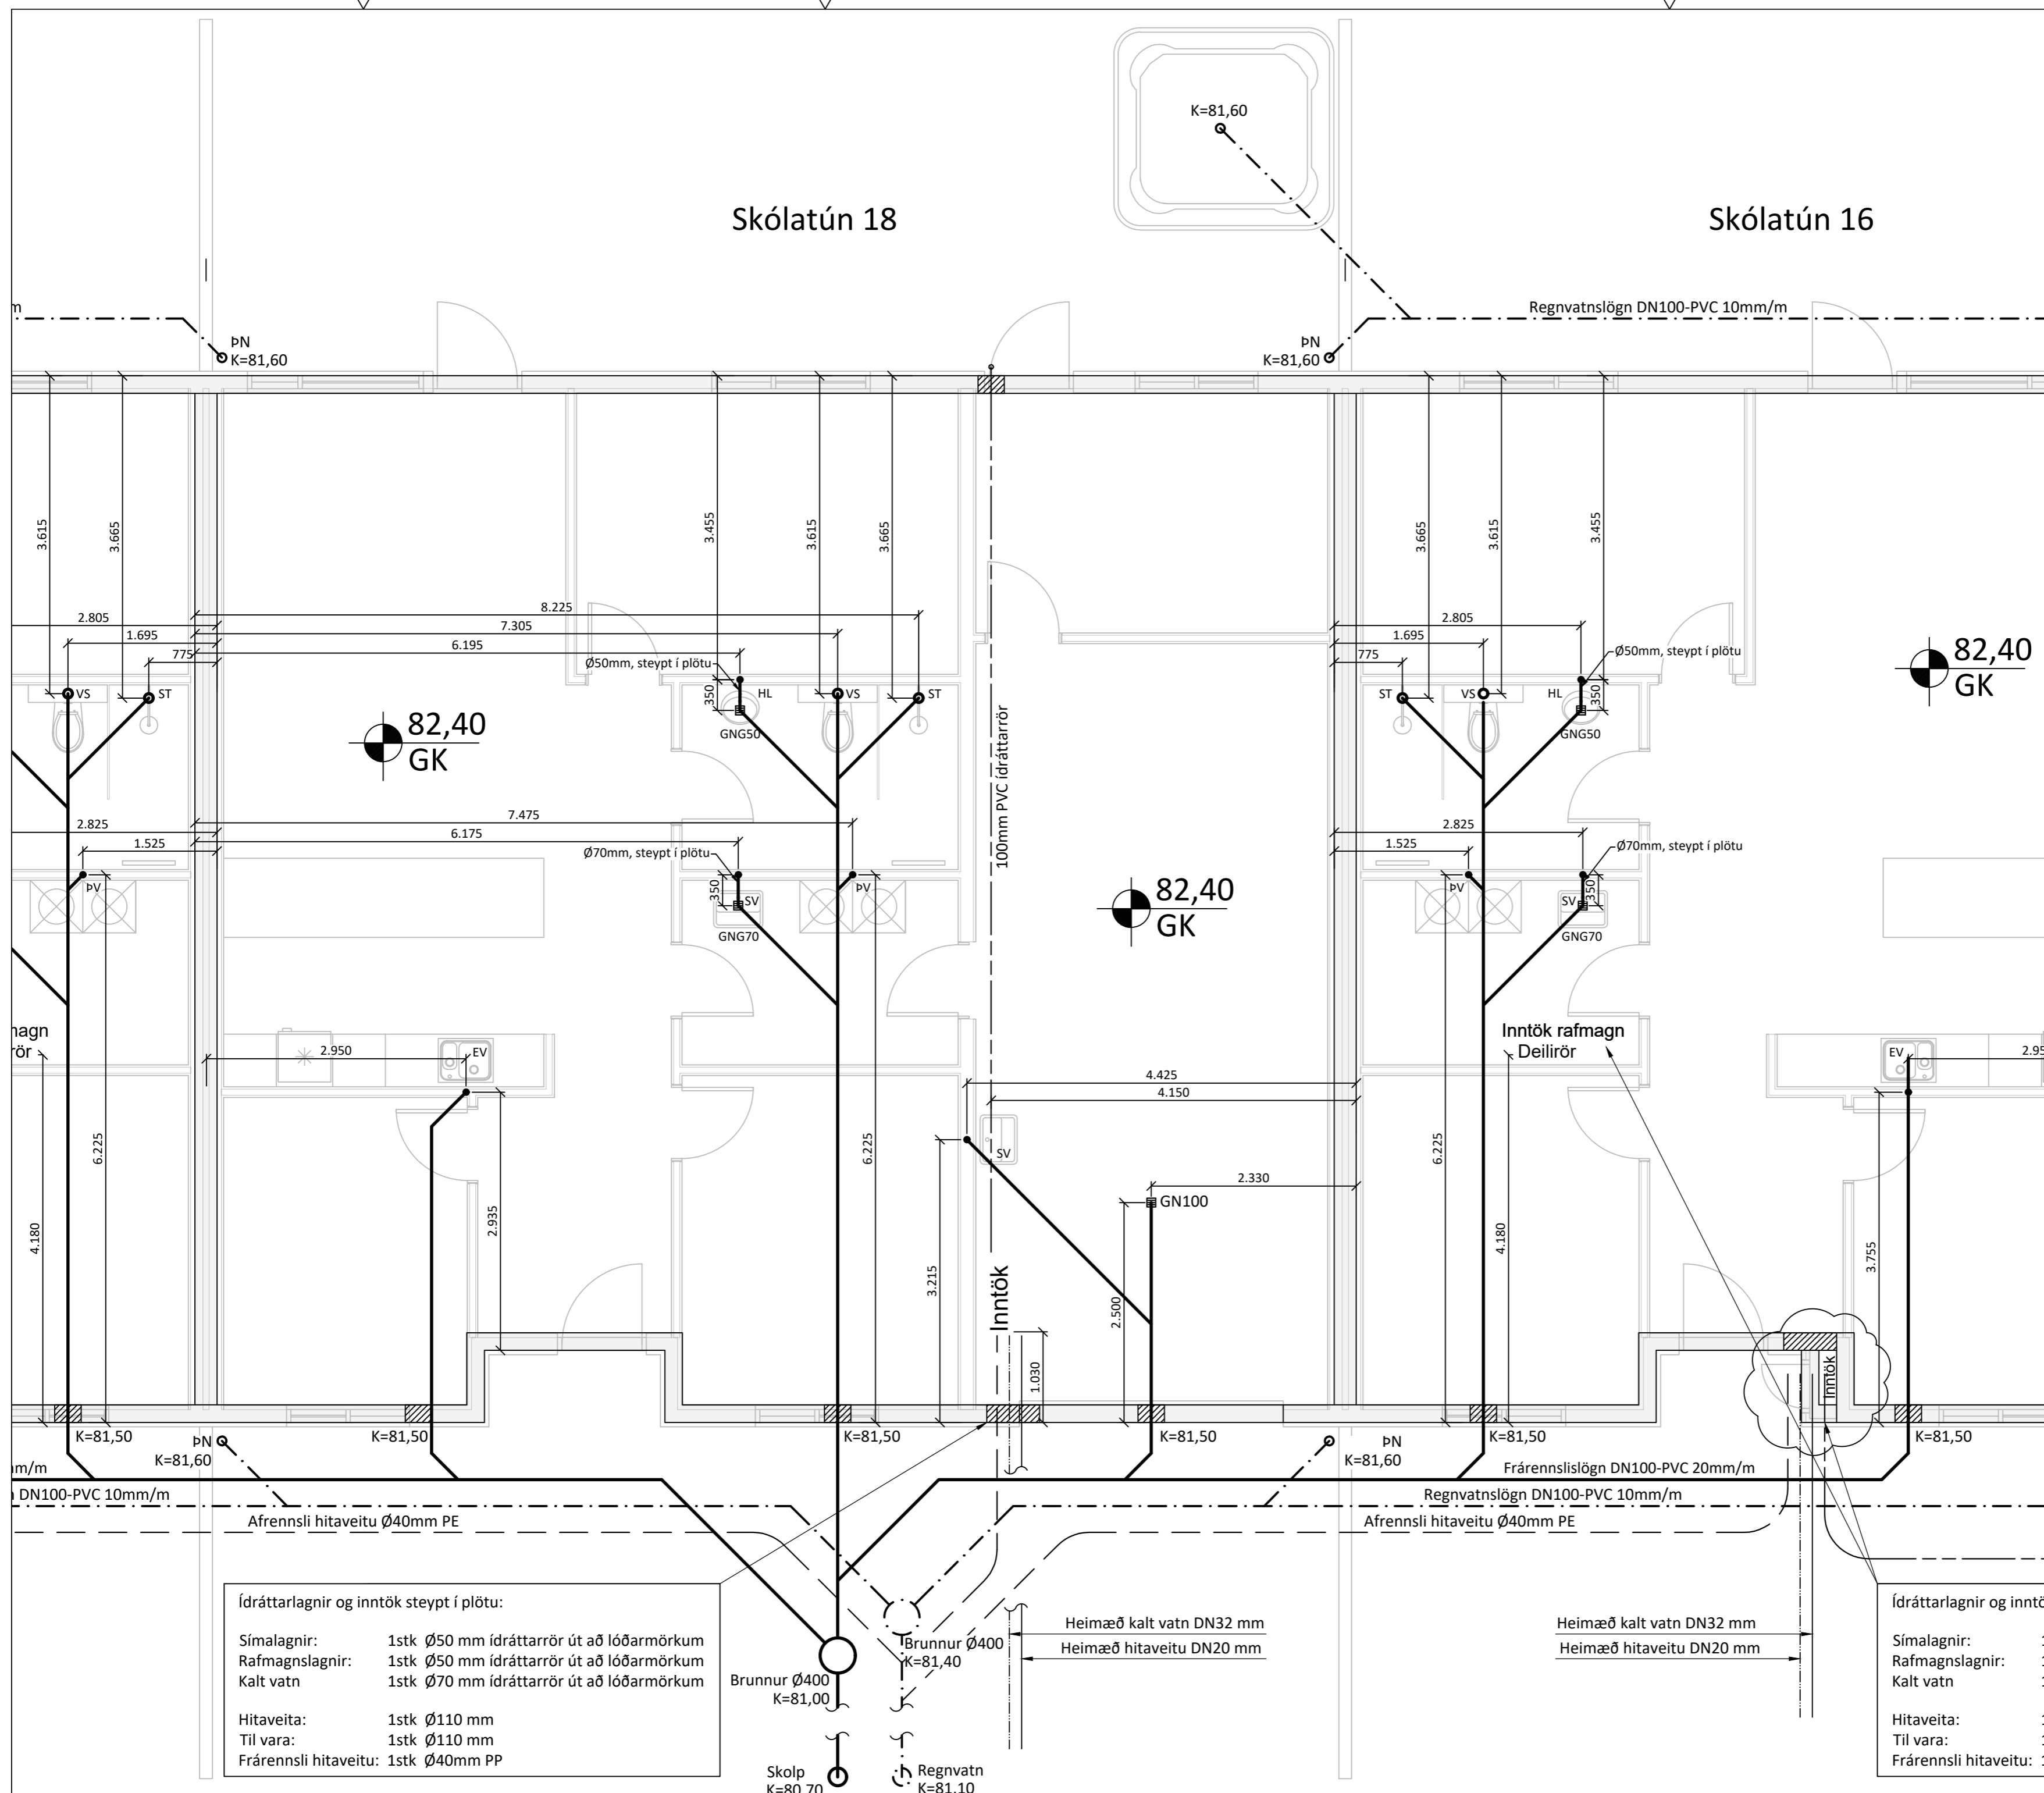 K=81,60
Skólatún 18
Skólatún 16
m
ÞN
K=81,60
ÞN
K=81,60
Regnvatnslögn DN100-PVC 10mm/m
3.615
3.665
3.455
3.615
3.665
3.665
3.615
3.455
2.805
1.695
775
8.225
7.305
6.195
Ø50mm, steypt í plötu
2.805
1.695
775
Ø50mm, steypt í plötu
82,40
GK
VS
ST
350
HL
VS
ST
GNG50
ST
VS
HL
350
GNG50
82,40
GK
100mm PVC ídráttarrör
2.825
1.525
7.475
6.175
Ø70mm, steypt í plötu
2.825
1.525
Ø70mm, steypt í plötu
ÞV
350
SV
ÞV
GNG70
82,40
GK
ÞV
SV
350
GNG70
nagn
rör
2.950
EV
Inntök rafmagn
Deilirör
EV
2.95
4.425
4.150
6.225
6.225
6.225
SV
2.330
GN100
4.180
2.935
3.215
2.500
Inntök
1.030
4.180
3.755
Inntök
K=81,50
ÞN
K=81,60
K=81,50
K=81,50
K=81,50
ÞN
K=81,60
K=81,50
K=81,50
m/m
Frárennslislögn DN100-PVC 20mm/m
DN100-PVC 10mm/m
Regnvatnslögn DN100-PVC 10mm/m
Afrennsli hitaveitu Ø40mm PE
Afrennsli hitaveitu Ø40mm PE
Ídráttarlagnir og inntök steypt í plötu:
Símalagnir: 1stk Ø50 mm ídráttarrör út að lóðarmörkum
Rafmagnslagnir: 1stk Ø50 mm ídráttarrör út að lóðarmörkum
Kalt vatn 1stk Ø70 mm ídráttarrör út að lóðarmörkum
Hitaveita: 1stk Ø110 mm
Til vara: 1stk Ø110 mm
Frárennsli hitaveitu: 1stk Ø40mm PP
Brunnur Ø400
K=81,40
Brunnur Ø400
K=81,00
Heimæð kalt vatn DN32 mm
Heimæð hitaveitu DN20 mm
Heimæð kalt vatn DN32 mm
Heimæð hitaveitu DN20 mm
Skolp
K=80,70
Regnvatn
K=81,10
Ídráttarlagnir og inntö
Símalagnir: 1
Rafmagnslagnir: 1
Kalt vatn 1
Hitaveita: 1
Til vara: 1
Frárennsli hitaveitu: 1